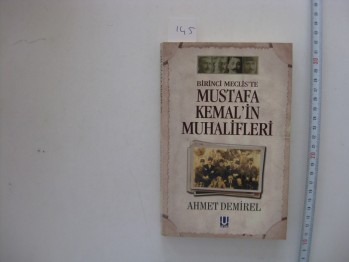 145
BİRİNCİ MECLİS'TE
MUSTAFA
KEMAL'İN
MUHALİFLERİ
AHMET DEMİREL